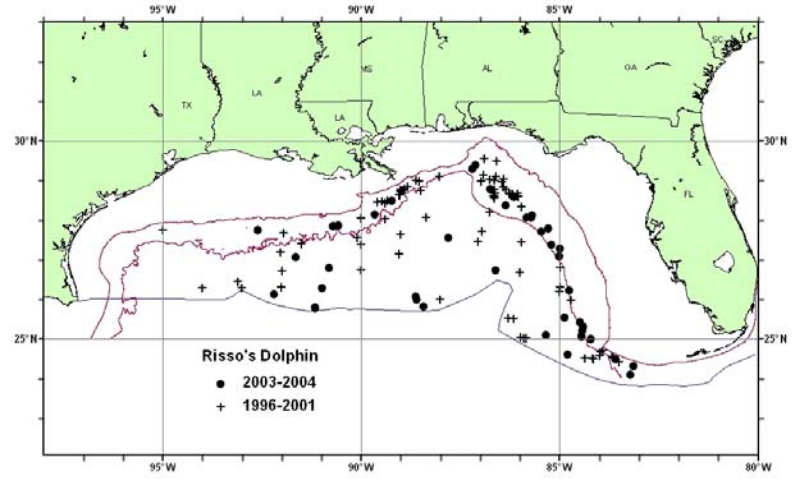 95°W 90°W 85°W
SC
MS AL GA
LA
TX
LA
30°N 30°N
FL
25°N 25°N
Risso's Dolphin
2003-2004
1996-2001
95°W 90°W 85°W 80°W